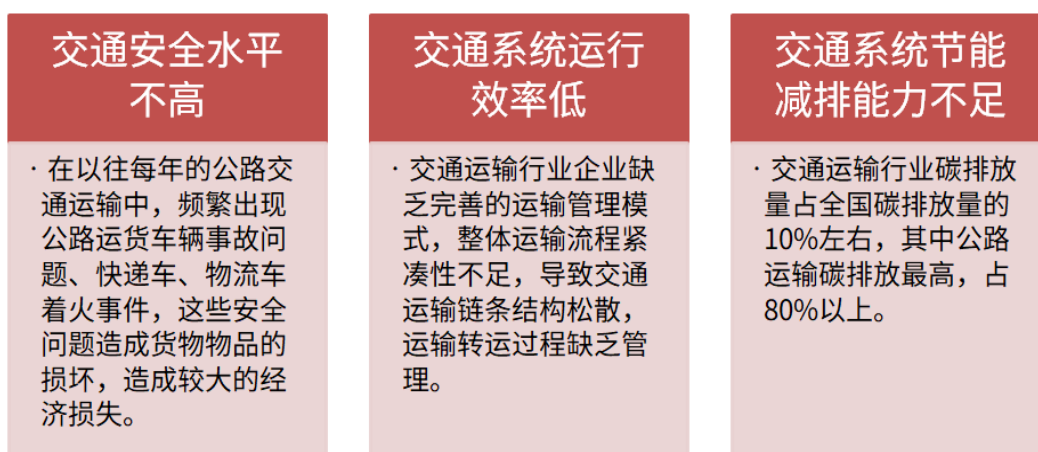 交通安全水平
不高
· 在以往每年的公路交
通运输中，频繁出现
公路运货车辆事故问
题、快递车、物流车
着火事件，这些安全
问题造成货物物品的
损坏，造成较大的经
济损失。
交通系统运行
效率低
· 交通运输行业企业缺
乏完善的运输管理模
式，整体运输流程紧
凑性不足，导致交通
运输链条结构松散，
运输转运过程缺乏管
理。
交通系统节能
减排能力不足
· 交通运输行业碳排放
量占全国碳排放量的
10%左右，其中公路
运输碳排放最高，占
80%以上。